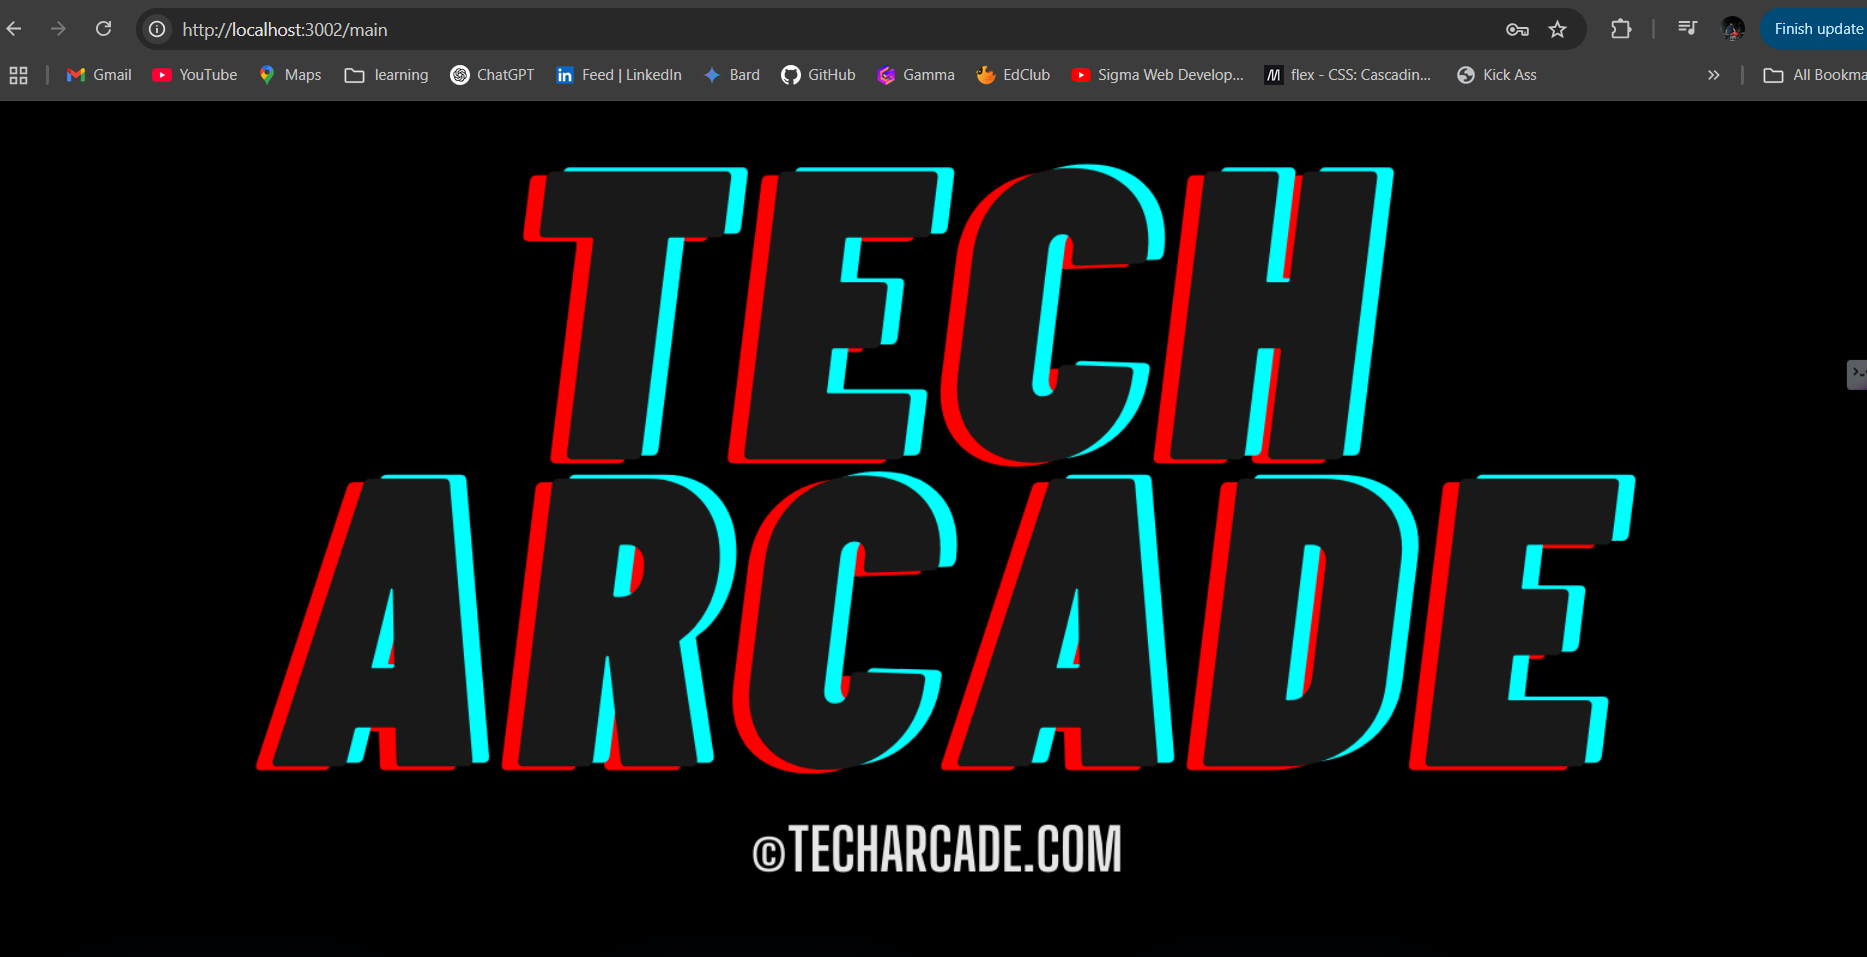 http://localhost:3002/main
Finish update
Gmail YouTube Maps learning ChatGPT Feed | LinkedIn Bard GitHub Gamma EdClub Sigma Web Develop... flex - CSS: Cascadin... Kick Ass » All Bookma
TECH
ARCADE
©TECHARCADE.COM